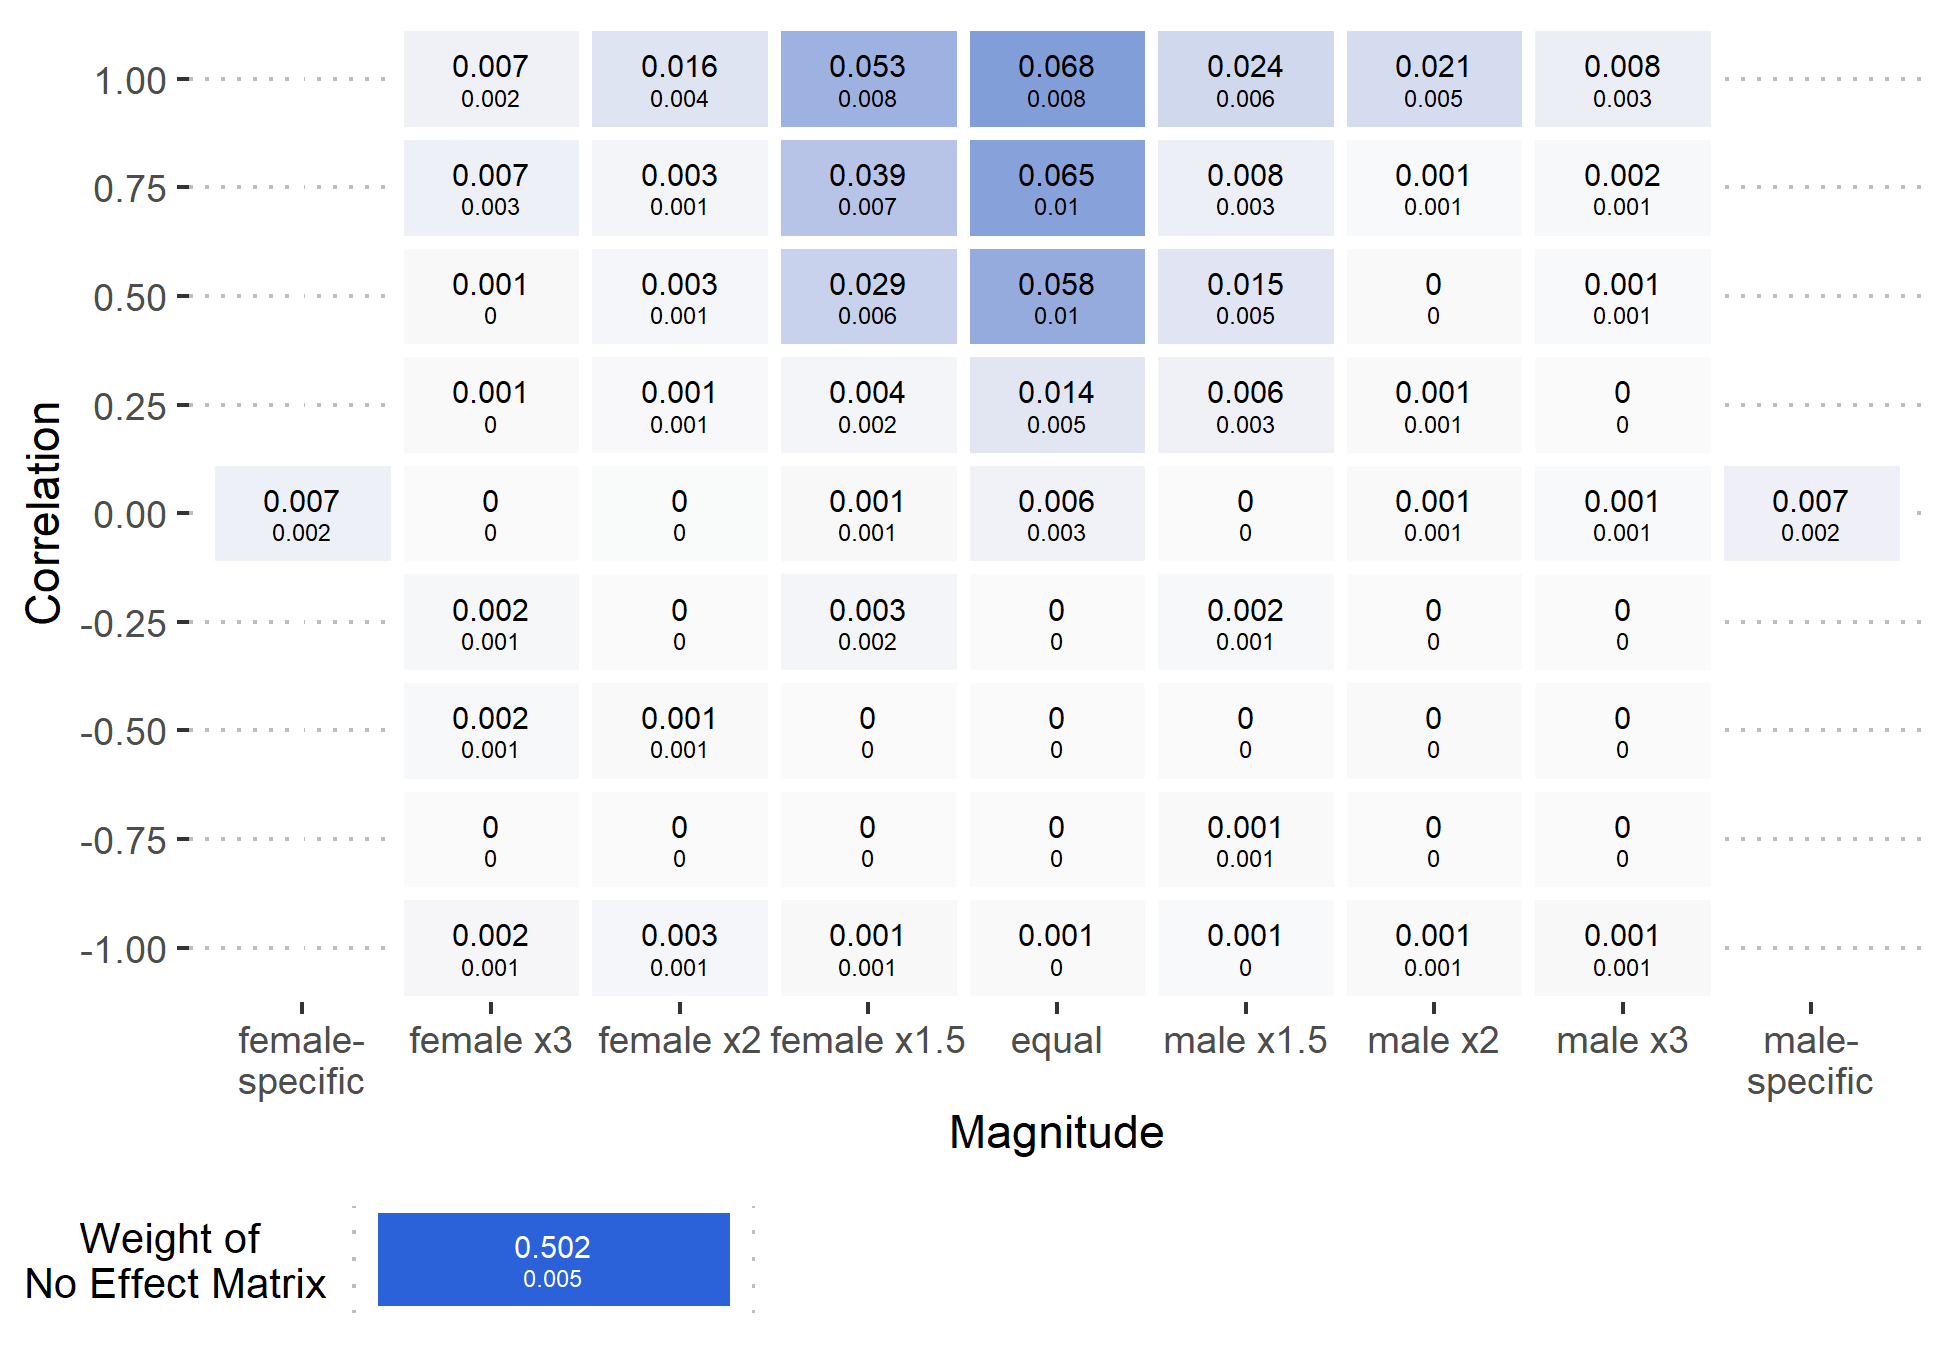 1.00
0.007 0.016 0.053 0.068 0.024 0.021 0.008
0.002 0.004 0.008 0.008 0.006 0.005 0.003
0.75
0.007 0.003 0.039 0.065 0.008 0.001 0.002
0.003 0.001 0.007 0.01 0.003 0.001 0.001
0.50
0.001 0.003 0.029 0.058 0.015 0 0.001
0 0.001 0.006 0.01 0.005 0 0.001
0.25
0.001 0.001 0.004 0.014 0.006 0.001 0
0 0.001 0.002 0.005 0.003 0.001 0
Correlation
0.00
0.007 0 0 0.001 0.006 0 0.001 0.001 0.007
0.002 0 0 0.001 0.003 0 0.001 0.001 0.002
-0.25
0.002 0 0.003 0 0.002 0 0
0.001 0 0.002 0 0.001 0 0
-0.50
0.002 0.001 0 0 0 0 0
0.001 0.001 0 0 0 0 0
-0.75
0 0 0 0 0.001 0 0
0 0 0 0 0.001 0 0
-1.00
0.002 0.003 0.001 0.001 0.001 0.001 0.001
0.001 0.001 0.001 0 0 0.001 0.001
female-
specific
female x3
female x2
female x1.5
equal
male x1.5
male x2
male x3
male-
specific
Magnitude
Weight of
No Effect Matrix
0.502
0.005